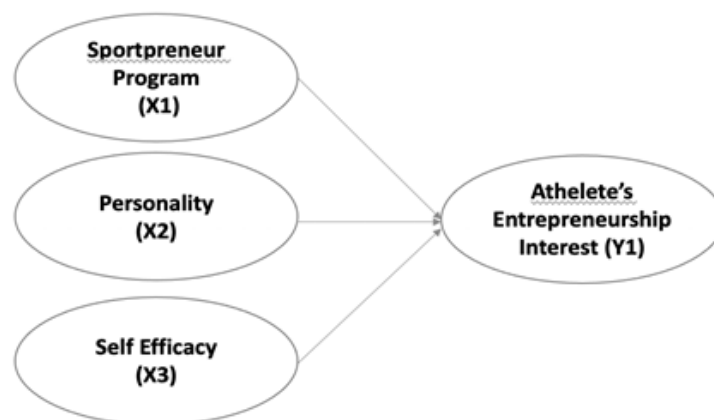 Sportpreneur
Program
(X1)
Personality
(X2)
Self Efficacy
(X3)
Athelete's
Entrepreneurship
Interest (Y1)